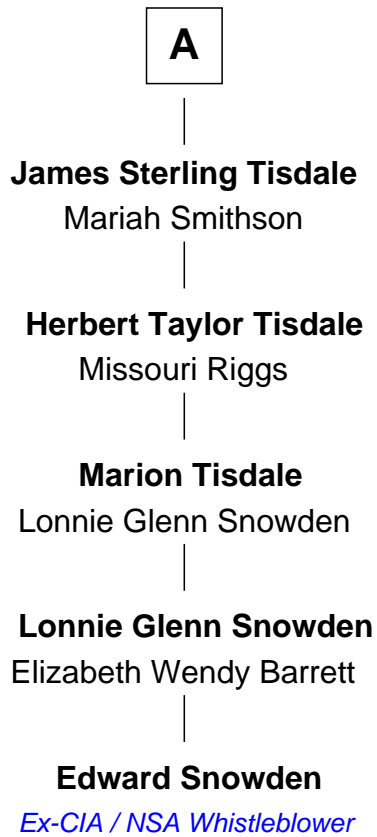 A
James Sterling Tisdale
Mariah Smithson
Herbert Taylor Tisdale
Missouri Riggs
Marion Tisdale
Lonnie Glenn Snowden
Lonnie Glenn Snowden
Elizabeth Wendy Barrett
Edward Snowden
Ex-CIA / NSA Whistleblower